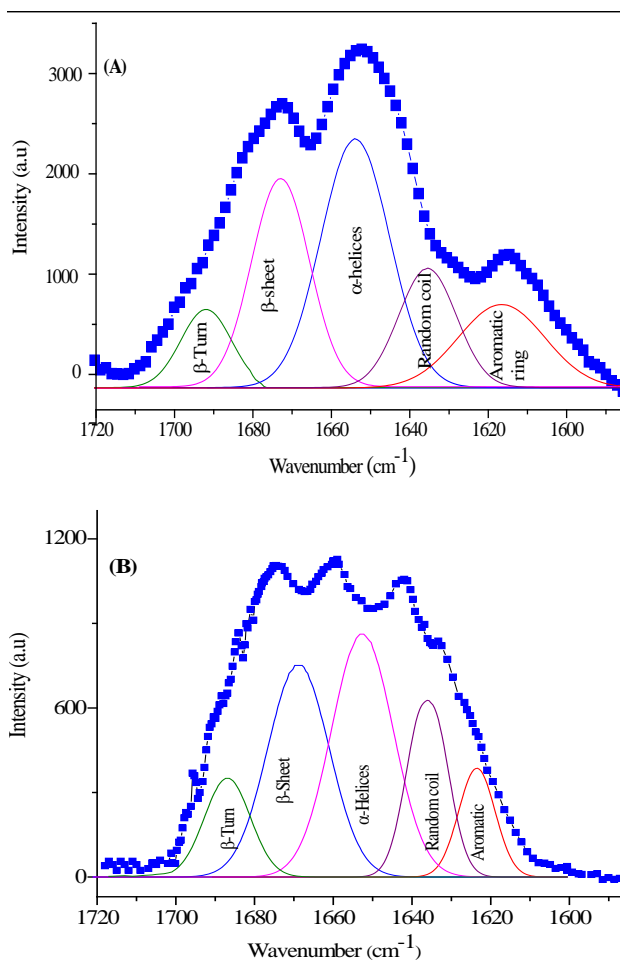 (A)
3000
2000
1000
0
Intensity (a.u)
β-Turn
β-sheet
α-helices
Random coil
Aromatic
ring
1720 1700 1680 1660 1640 1620 1600
Wavenumber (cm-1)
(B)
1200
600
0
Intensity (a.u)
β-Turn
β-Sheet
α-Helices
Random coil
Aromatic
1720 1700 1680 1660 1640 1620 1600
Wavenumber (cm-1)